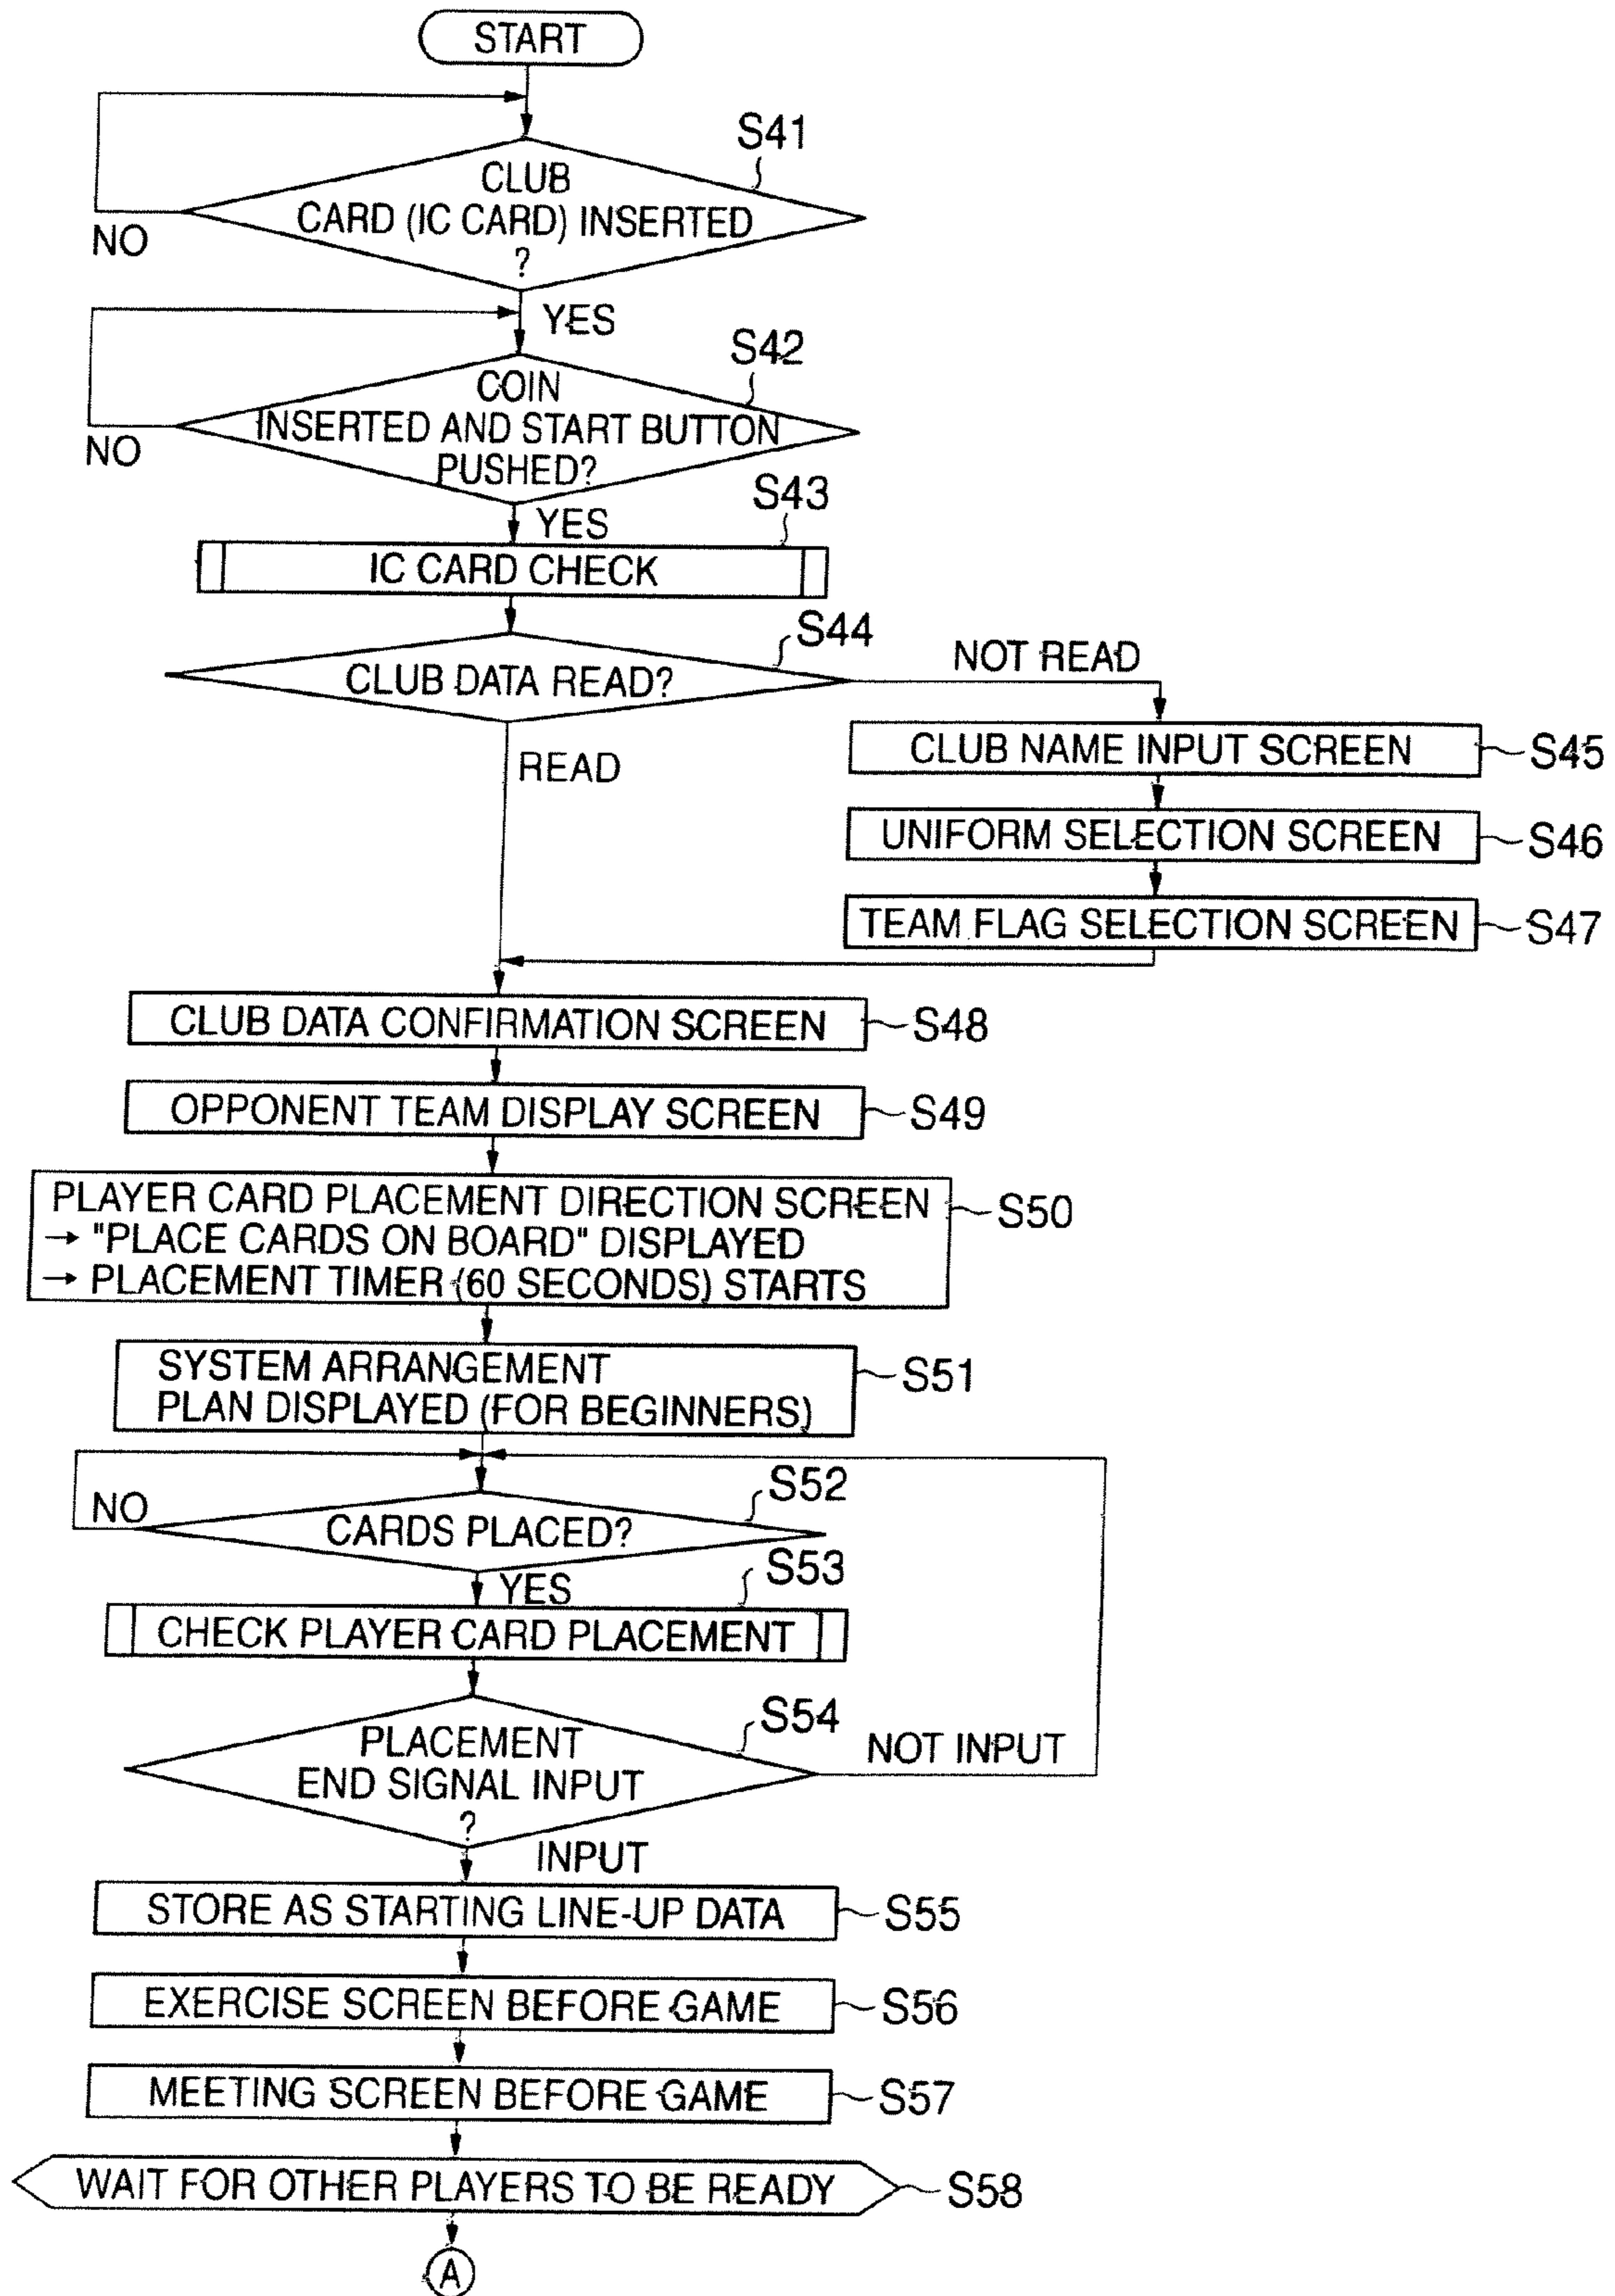 START
S41
CLUB
CARD (IC CARD) INSERTED
?
NO
YES
S42
COIN
INSERTED AND START BUTTON
PUSHED?
NO
YES
S43
IC CARD CHECK
S44
CLUB DATA READ?
NOT READ
READ
CLUB NAME INPUT SCREEN
S45
UNIFORM SELECTION SCREEN
S46
TEAM FLAG SELECTION SCREEN
S47
CLUB DATA CONFIRMATION SCREEN
S48
OPPONENT TEAM DISPLAY SCREEN
S49
PLAYER CARD PLACEMENT DIRECTION SCREEN
→ "PLACE CARDS ON BOARD" DISPLAYED
→ PLACEMENT TIMER (60 SECONDS) STARTS
S50
SYSTEM ARRANGEMENT
PLAN DISPLAYED (FOR BEGINNERS)
S51
S52
NO
CARDS PLACED?
YES
S53
CHECK PLAYER CARD PLACEMENT
S54
PLACEMENT
END SIGNAL INPUT
?
NOT INPUT
INPUT
STORE AS STARTING LINE-UP DATA
S55
EXERCISE SCREEN BEFORE GAME
S56
MEETING SCREEN BEFORE GAME
S57
WAIT FOR OTHER PLAYERS TO BE READY
S58
A